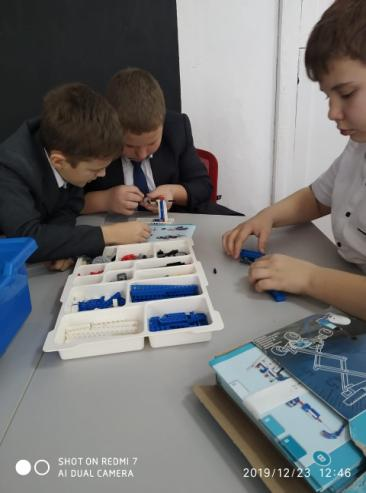 SHOT ON REDMI 7
AI DUAL CAMERA
2019/12/23 12:46